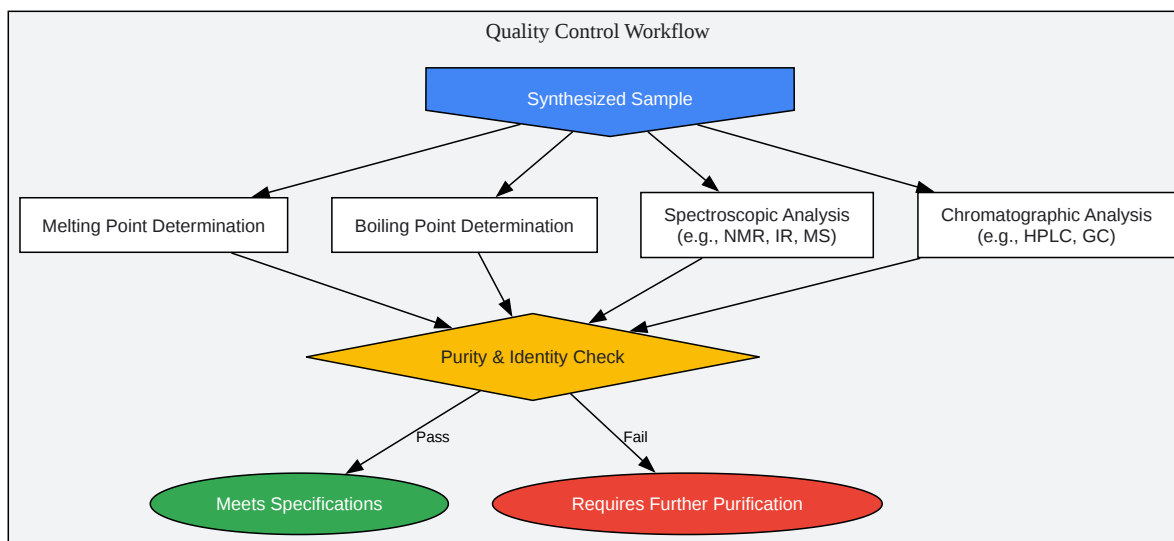 Quality Control Workflow
Synthesized Sample
Melting Point Determination
Boiling Point Determination
Spectroscopic Analysis
(e.g., NMR, IR, MS)
Chromatographic Analysis
(e.g., HPLC, GC)
Purity & Identity Check
Pass
Fail
Meets Specifications
Requires Further Purification